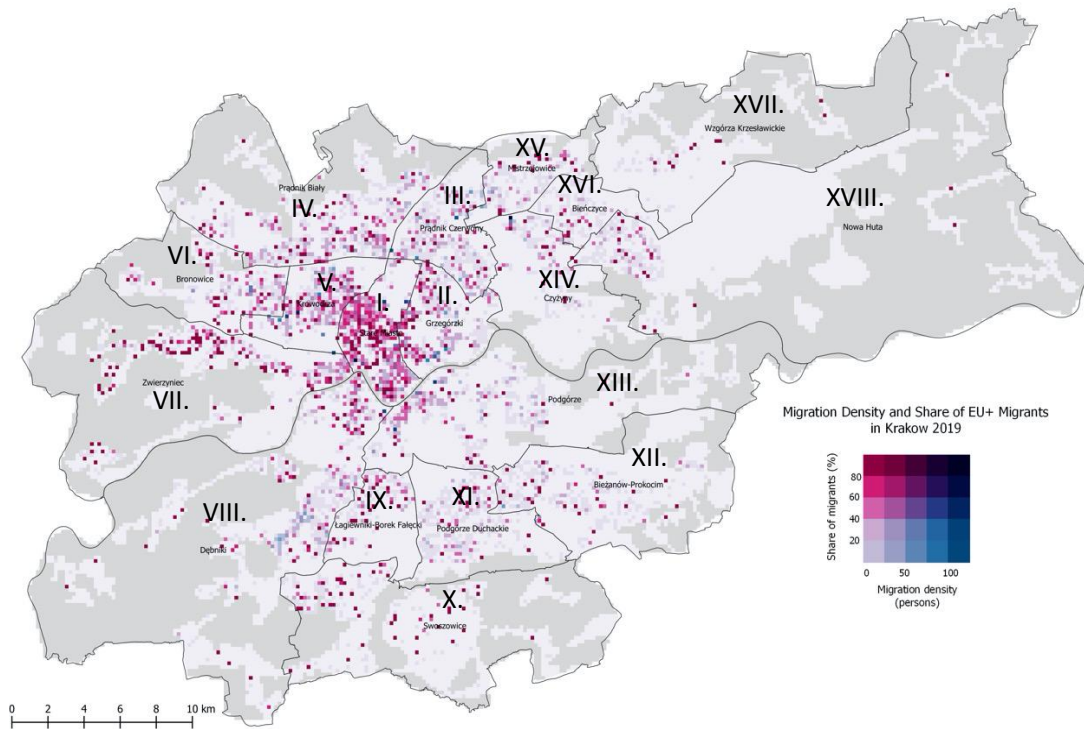 XVII.
Wzgórza Krzesławickie
XV.
Mistrzejowice
XVI.
Bieńczyce
III.
Prądnik Czerwony
Prądnik Biały
IV.
XVIII.
Nowa Huta
VI.
Bronowice
V.
Krowodrza
I.
Stare Miasto
II.
Grzegórzki
XIV.
Czyżyny
Zwierzyniec
VII.
XIII.
Podgórze
Migration Density and Share of EU+ Migrants
in Krakow 2019
Share of migrants (%)
80
60
40
20
0 50 100
Migration density
(persons)
XII.
Bieżanów-Prokocim
VIII.
Dębniki
IX.
Łagiewniki-Borek Fałęcki
XI.
Podgórze Duchackie
X.
Swoszowice
0 2 4 6 8 10 km